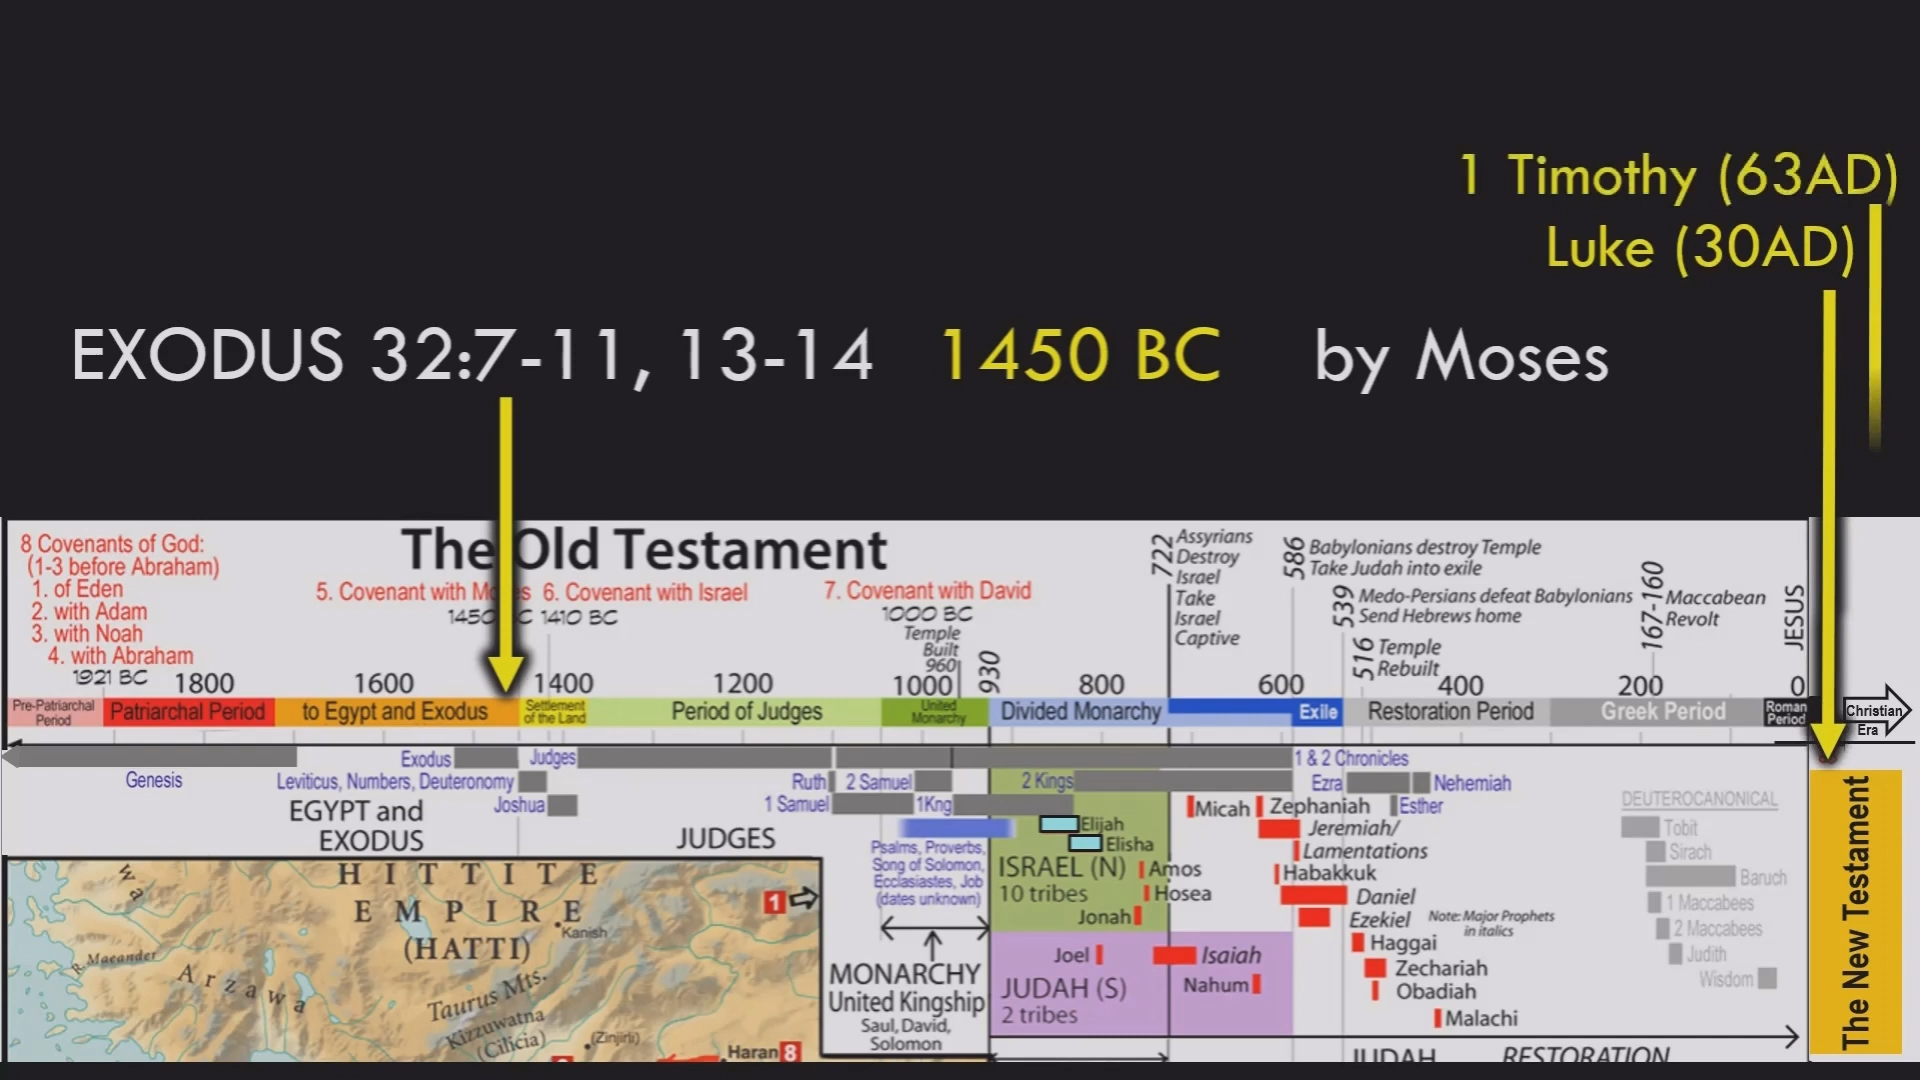 1 Timothy (63AD)
Luke (30AD)
EXODUS 32:7-11, 13-14 1450 BC by Moses
The Old Testament
8 Covenants of God:
(1-3 before Abraham)
1. of Eden
2. with Adam
3. with Noah
4. with Abraham
1921 BC
5. Covenant with M s
1450 C
6. Covenant with Israel
1410 BC
7. Covenant with David
1000 BC
Temple
Built
960
930
722
Assyrians
Destroy
Israel
Take
Israel
Captive
586
Babylonians destroy Temple
Take Judah into exile
539
Medo-Persians defeat Babylonians
Send Hebrews home
516
Temple
Rebuilt
167-160
Maccabean
Revolt
JESUS
1800 1600 1400 1200 1000 800 600 400 200 0
Pre-Patriarchal
Period
Patriarchal Period
to Egypt and Exodus
Settlement
of the Land
Period of Judges
United
Monarchy
Divided Monarchy
Exile
Restoration Period
Greek Period
Roman
Period
Christian
Era
Genesis
Exodus
Leviticus, Numbers, Deuteronomy
Joshua
Judges
Ruth
1 Samuel
2 Samuel
1Kng
2 Kings
1 & 2 Chronicles
Ezra
Nehemiah
Esther
EGYPT and
EXODUS
JUDGES
Psalms, Proverbs,
Song of Solomon,
Ecclasiastes, Job
(dates unknown)
MONARCHY
United Kingship
Saul, David,
Solomon
Elijah
Elisha
ISRAEL (N)
10 tribes
Amos
Hosea
Jonah
Joel
Isaiah
JUDAH (S)
2 tribes
Nahum
Micah
Zephaniah
Jeremiah/
Lamentations
Habakkuk
Daniel
Ezekiel
Note: Major Prophets
in italics
Haggai
Zechariah
Obadiah
Malachi
DEUTEROCANONICAL
Tobit
Sirach
Baruch
1 Maccabees
2 Maccabees
Judith
Wisdom
The New Testament
JUDAH
RESTORATION
HITTITE
EMPIRE
(HATTI)
Kanish
R. Maeander
Arzawa
Taurus Mts.
Kizzuwatna
(Cilicia)
(Zinjirli)
Haran
8
1